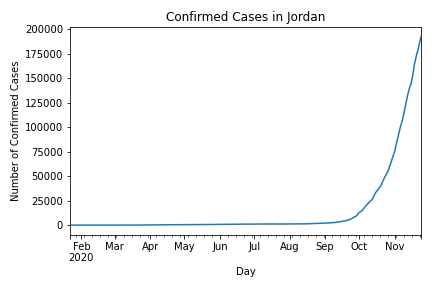 Confirmed Cases in Jordan
Number of Confirmed Cases
200000
175000
150000
125000
100000
75000
50000
25000
0
Feb Mar Apr May Jun Jul Aug Sep Oct Nov
2020
Day